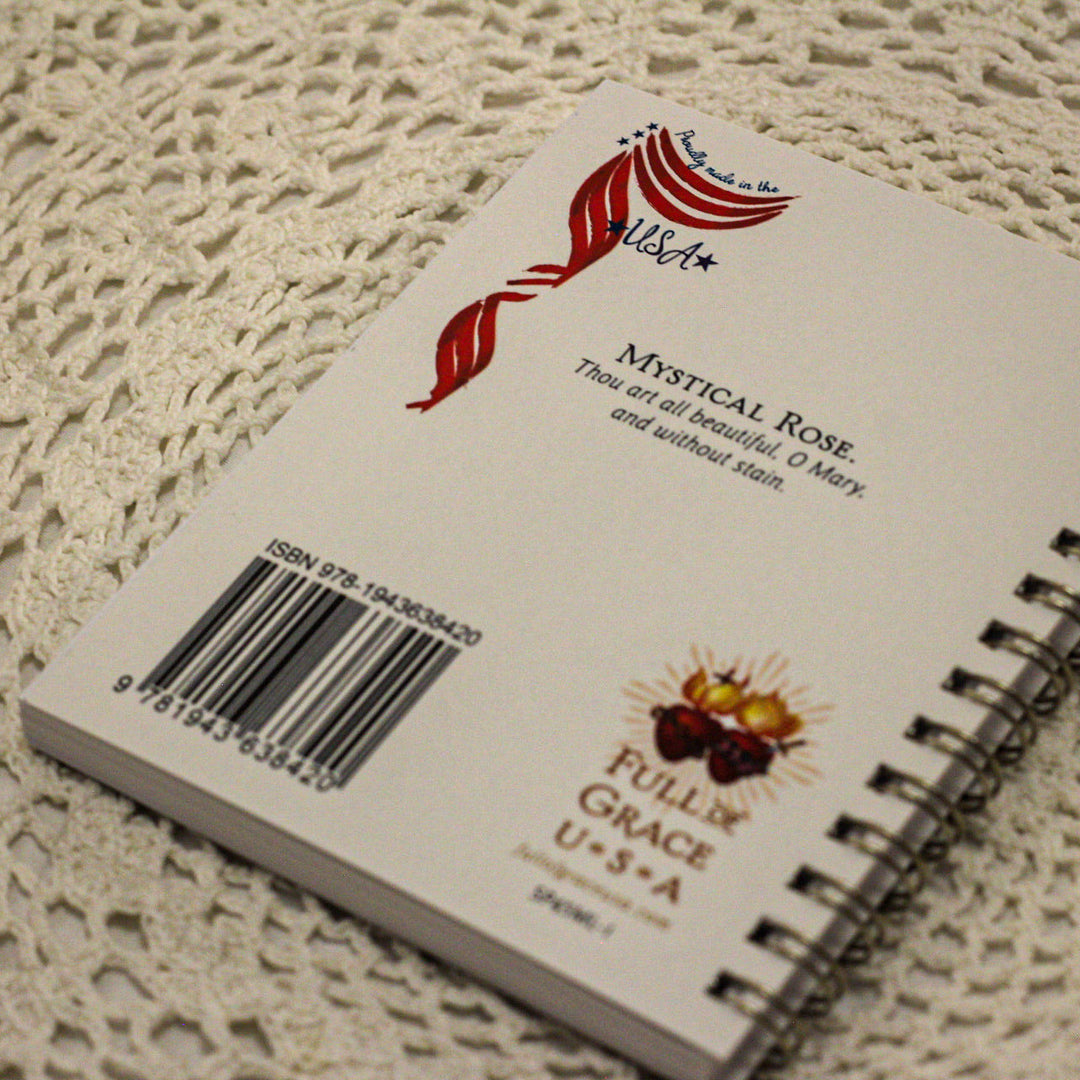 Proudly made in the
USA
MYSTICAL ROSE.
Thou art all beautiful, O Mary,
and without stain.
ISBN 978-1943638420
9 781943 638420
FULL OF
GRACE
U•S•A